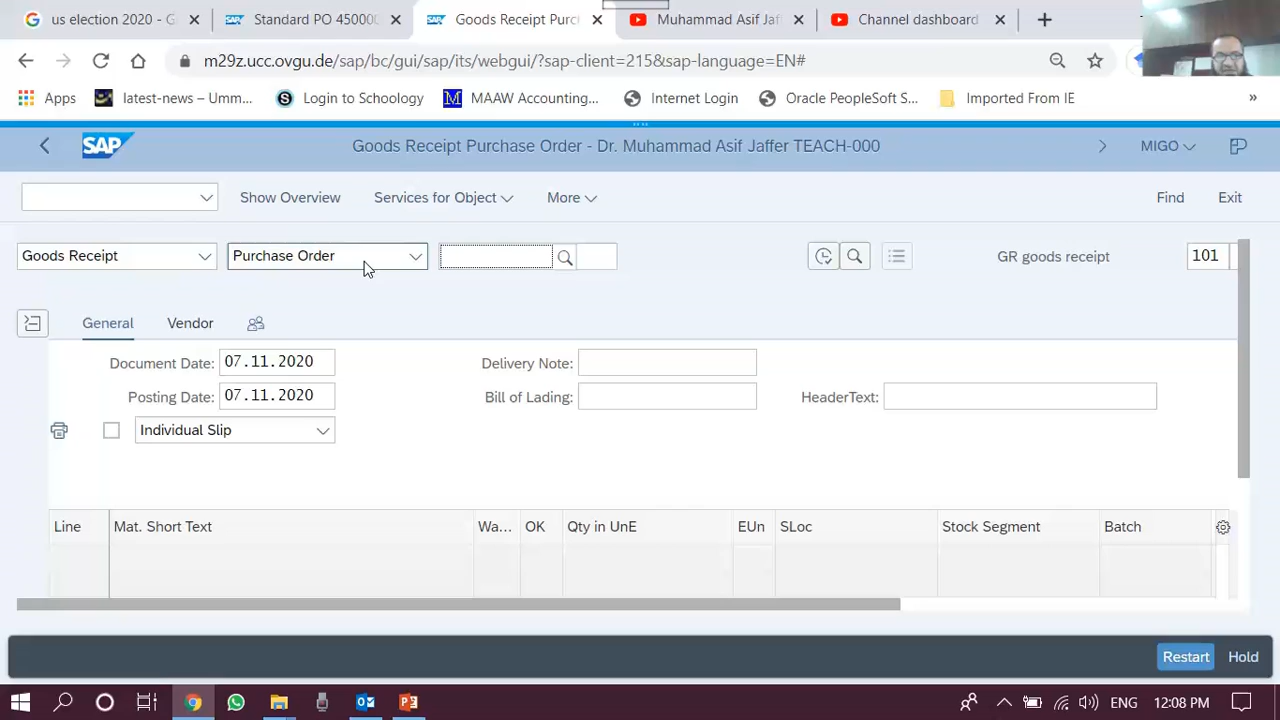 us election 2020 - G
Standard PO 45000
Goods Receipt Purc
Muhammad Asif Jaf
Channel dashboard
m29z.ucc.ovgu.de/sap/bc/gui/sap/its/webgui/?sap-client=215&sap-language=EN#
Apps
latest-news – Umm...
Login to Schoology
MAAW Accounting...
Internet Login
Oracle PeopleSoft S...
Imported From IE
»
SAP
Goods Receipt Purchase Order - Dr. Muhammad Asif Jaffer TEACH-000
MIGO
Show Overview
Services for Object
More
Find
Exit
Goods Receipt
Purchase Order
GR goods receipt
101
General
Vendor
Document Date: 07.11.2020
Delivery Note:
Posting Date: 07.11.2020
Bill of Lading:
HeaderText:
Individual Slip
Line
Mat. Short Text
Wa...
OK
Qty in UnE
EUn
SLoc
Stock Segment
Batch
Restart
Hold
ENG
12:08 PM